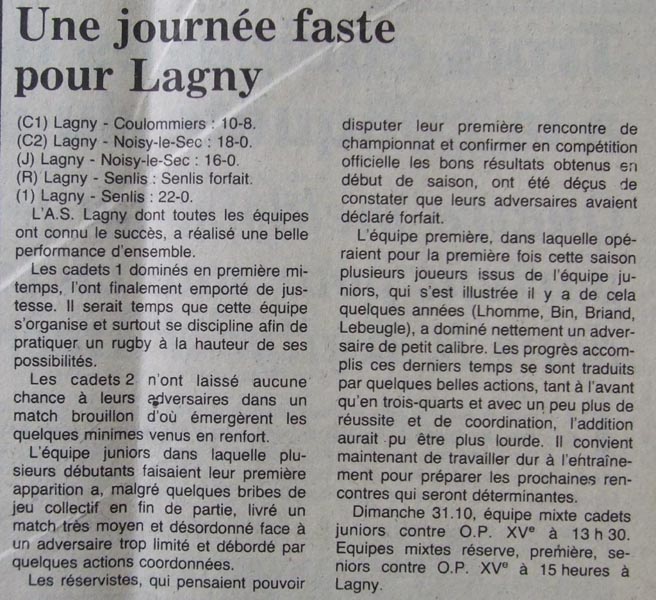 Une journée faste
pour Lagny
(C1) Lagny - Coulommiers : 10-8.
(C2) Lagny - Noisy-le-Sec : 18-0.
(J) Lagny - Noisy-le-Sec : 16-0.
(R) Lagny - Senlis : Senlis forfait.
(1) Lagny - Senlis : 22-0.
L'A.S. Lagny dont toutes les équipes
ont connu le succès, a réalisé une belle
performance d'ensemble.
Les cadets 1 dominés en première mi-
temps, l'ont finalement emporté de jus-
tesse. Il serait temps que cette équipe
s'organise et surtout se discipline afin de
pratiquer un rugby à la hauteur de ses
possibilités.
Les cadets 2 n'ont laissé aucune
chance à leurs adversaires dans un
match brouillon d'où émergèrent les
quelques minimes venus en renfort.
L'équipe juniors dans laquelle plu-
sieurs débutants faisaient leur première
apparition a, malgré quelques bribes de
jeu collectif en fin de partie, livré un
match très moyen et désordonné face à
un adversaire trop limité et débordé par
quelques actions coordonnées.
Les réservistes, qui pensaient pouvoir
disputer leur première rencontre de
championnat et confirmer en compétition
officielle les bons résultats obtenus en
début de saison, ont été déçus de
constater que leurs adversaires avaient
déclaré forfait.
L'équipe première, dans laquelle opé-
raient pour la première fois cette saison
plusieurs joueurs issus de l'équipe ju-
niors, qui s'est illustrée il y a de cela
quelques années (Lhomme, Bin, Briand,
Lebeugle), a dominé nettement un adver-
saire de petit calibre. Les progrès accom-
plis ces derniers temps se sont traduits
par quelques belles actions, tant à l'avant
qu'en trois-quarts et avec un peu plus de
réussite et de coordination, l'addition
aurait pu être plus lourde. Il convient
maintenant de travailler dur à l'entraîne-
ment pour préparer les prochaines ren-
contres qui seront déterminantes.
Dimanche 31.10, équipe mixte cadets
juniors contre O.P. XVe à 13 h 30.
Equipes mixtes réserve, première, se-
niors contre O.P. XVe à 15 heures à
Lagny.